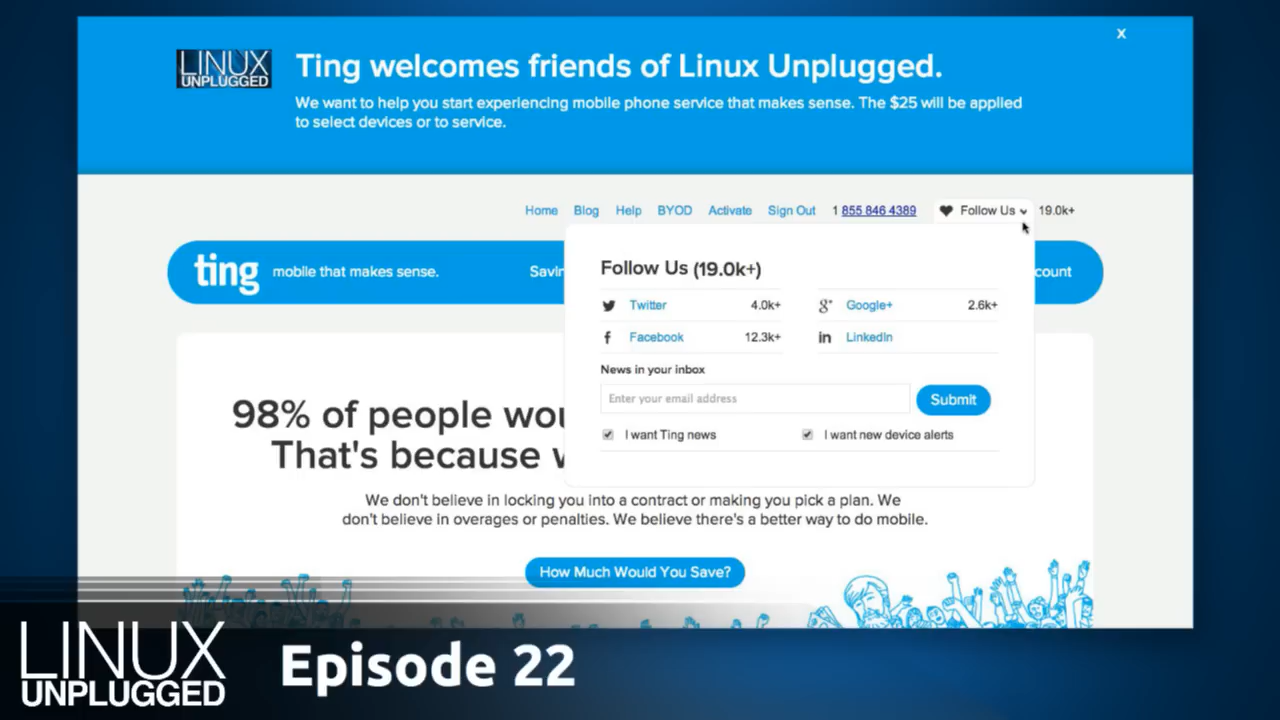 X
LINUX
UNPLUGGED
Ting welcomes friends of Linux Unplugged.
We want to help you start experiencing mobile phone service that makes sense. The $25 will be applied
to select devices or to service.
Home Blog Help BYOD Activate Sign Out 1 855 846 4389 Follow Us 19.0k+
ting mobile that makes sense.
Follow Us (19.0k+)
Twitter 4.0k+ Google+ 2.6k+
Facebook 12.3k+ LinkedIn
News in your inbox
Enter your email address Submit
I want Ting news I want new device alerts
98% of people
That's because
We don't believe in locking you into a contract or making you pick a plan. We
don't believe in overages or penalties. We believe there's a better way to do mobile.
How Much Would You Save?
LINUX
UNPLUGGED
Episode 22